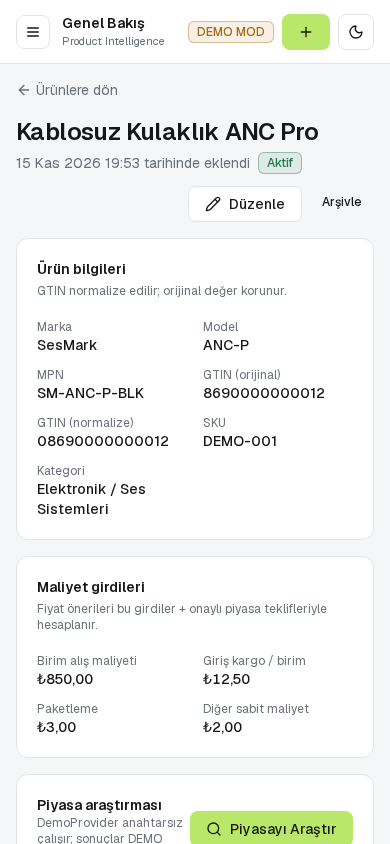 Genel Bakış
Product Intelligence
DEMO MOD
Ürünlere dön
Kablosuz Kulaklık ANC Pro
15 Kas 2026 19:53 tarihinde eklendi
Aktif
Düzenle
Arşivle
Ürün bilgileri
GTIN normalize edilir; orijinal değer korunur.
Marka
SesMark
Model
ANC-P
MPN
SM-ANC-P-BLK
GTIN (orijinal)
8690000000012
GTIN (normalize)
08690000000012
SKU
DEMO-001
Kategori
Elektronik / Ses
Sistemleri
Maliyet girdileri
Fiyat önerileri bu girdiler + onaylı piyasa teklifleriyle
hesaplanır.
Birim alış maliyeti
₺850,00
Giriş kargo / birim
₺12,50
Paketleme
₺3,00
Diğer sabit maliyet
₺2,00
Piyasa araştırması
DemoProvider anahtarsız
çalışır; sonuçlar DEMO
Piyasayı Araştır